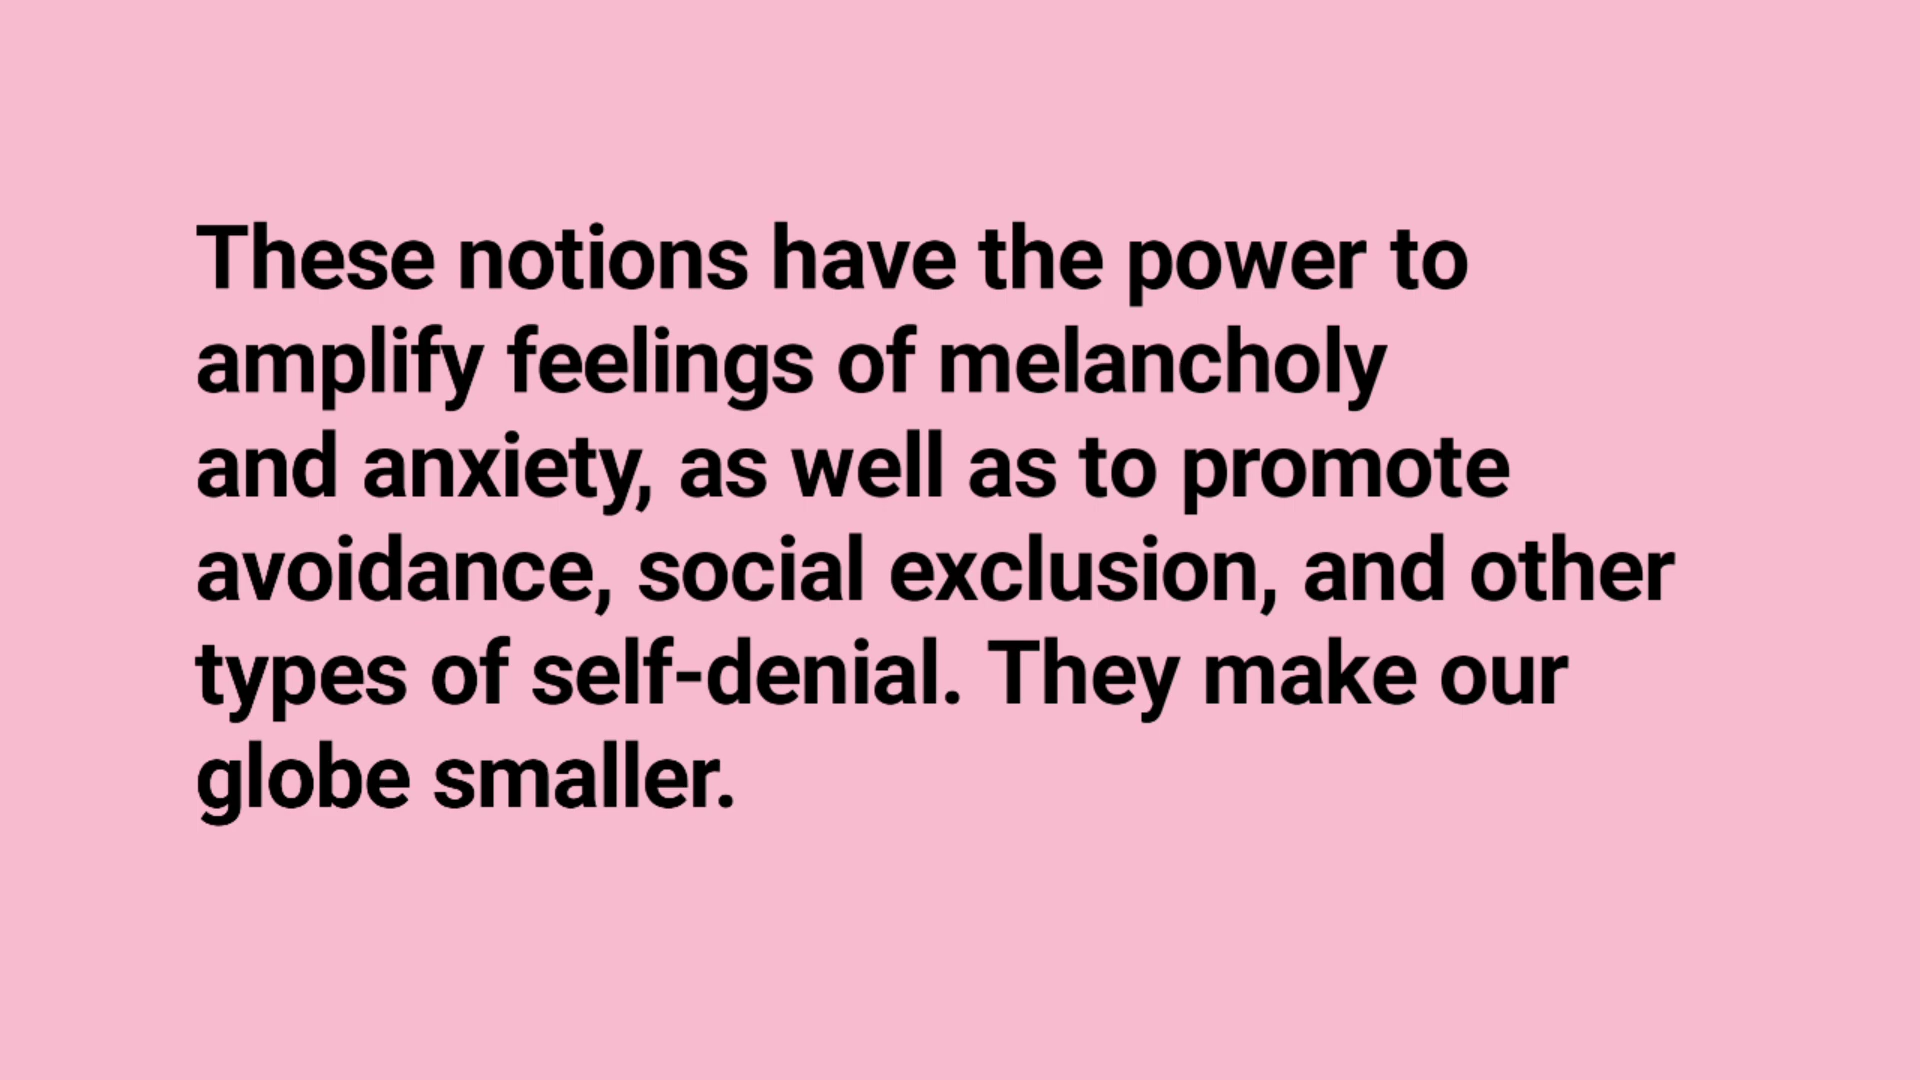 These notions have the power to
amplify feelings of melancholy
and anxiety, as well as to promote
avoidance, social exclusion, and other
types of self-denial. They make our
globe smaller.